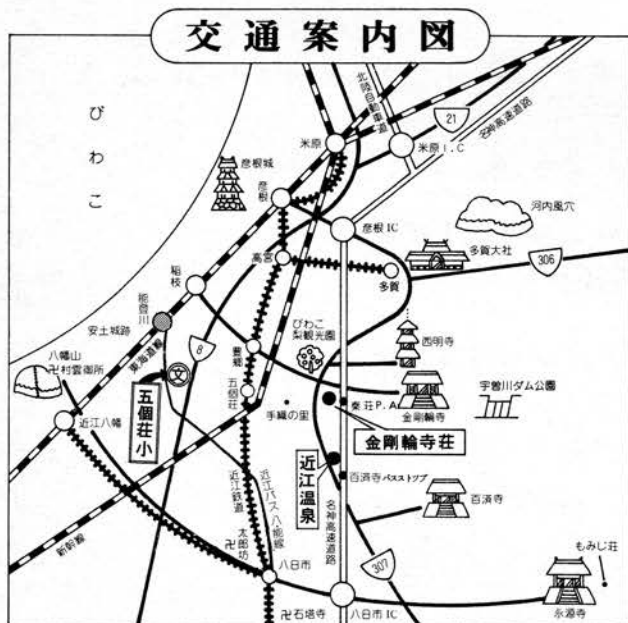 交通案内図
びわこ
北陸自動車道
21
名神高速道路
米原
米原I.C
彦根城
彦根
彦根IC
河内風穴
多賀大社
高宮
多賀
306
稲枝
能登川
安土城跡
東海道線
8
びわこ
梨観光園
西明寺
八幡山
卍村雲御所
文
豊郷
五個荘
五個荘小
手織の里
秦荘P.A
金剛輪寺
宇曽川ダム公園
近江八幡
金剛輪寺荘
近江温泉
百済寺バスストップ
百済寺
近江鉄道
近江バス八能線
名神高速道路
新幹線
太郎坊
卍
八日市
307
もみじ荘
卍石塔寺
八日市IC
永源寺